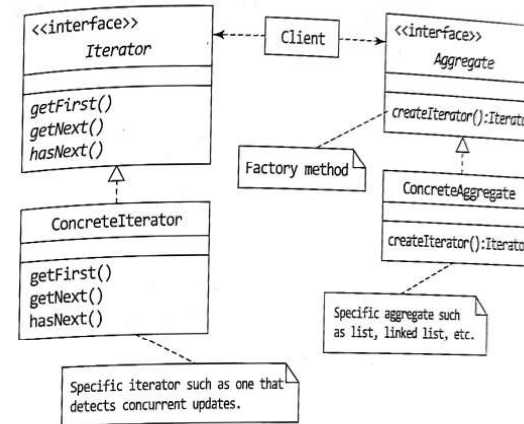 <<interface>>
Iterator
getFirst()
getNext()
hasNext()
Client
<<interface>>
Aggregate
createIterator():Iterato
Factory method
ConcreteIterator
getFirst()
getNext()
hasNext()
ConcreteAggregate
createIterator():Iterato
Specific aggregate such
as list, linked list, etc.
Specific iterator such as one that
detects concurrent updates.